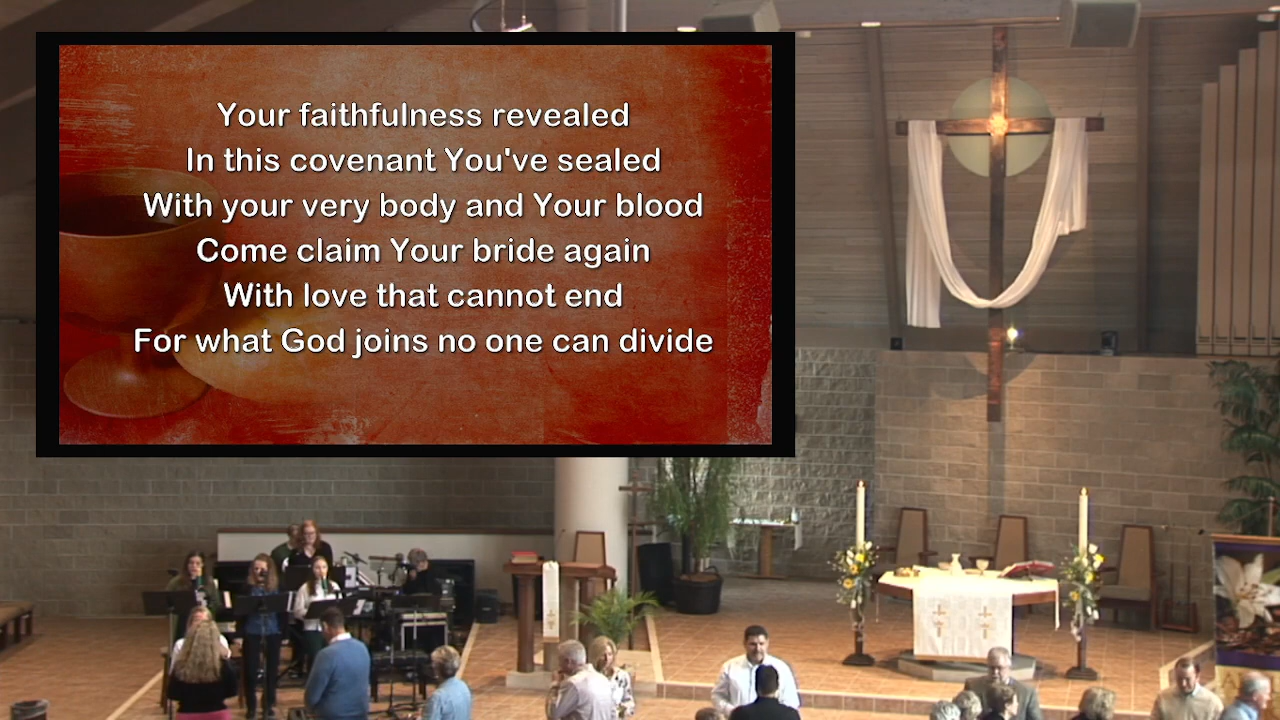 Your faithfulness revealed
In this covenant You've sealed
With your very body and Your blood
Come claim Your bride again
With love that cannot end
For what God joins no one can divide